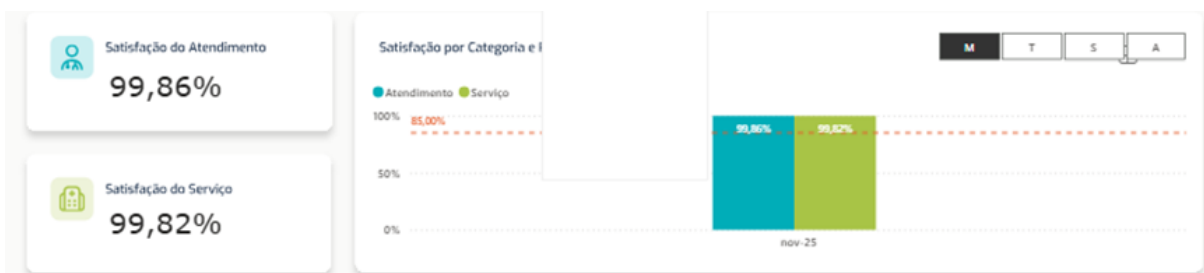 Satisfação do Atendimento
99,86%
Satisfação do Serviço
99,82%
Satisfação por Categoria e
M T S A
Atendimento Serviço
100%
85,00%
99,86% 99,82%
50%
0%
nov-25